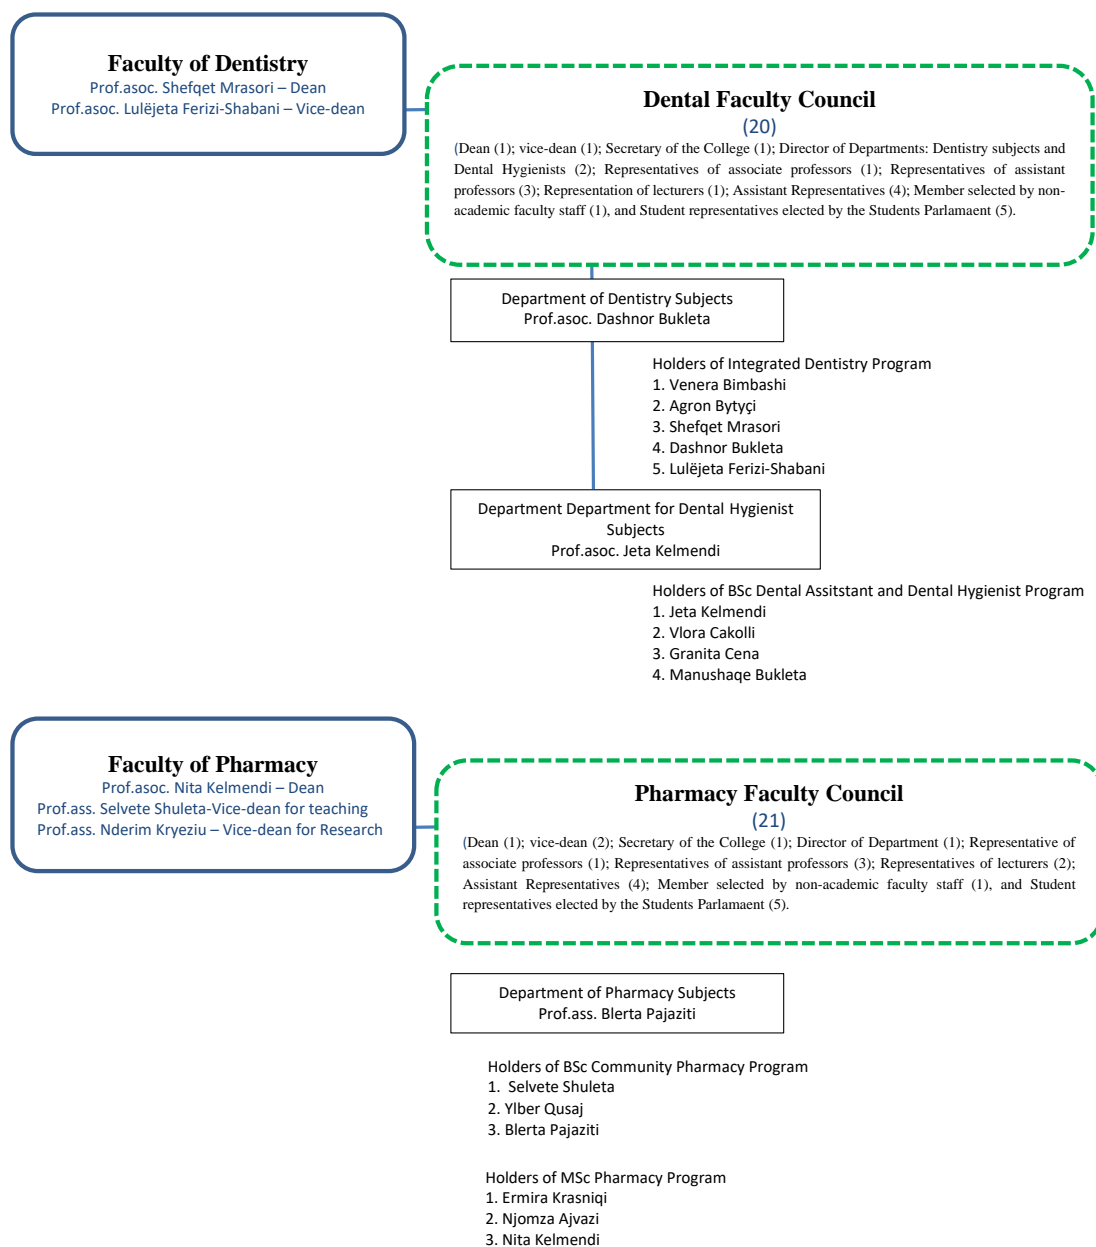 Faculty of Dentistry
Prof.asoc. Shefqet Mrasori – Dean
Prof.asoc. Lulëjeta Ferizi-Shabani – Vice-dean
Dental Faculty Council
(20)
(Dean (1); vice-dean (1); Secretary of the College (1); Director of Departments: Dentistry subjects and
Dental Hygienists (2); Representatives of associate professors (1); Representatives of assistant
professors (3); Representation of lecturers (1); Assistant Representatives (4); Member selected by non-
academic faculty staff (1), and Student representatives elected by the Students Parlamaent (5).
Department of Dentistry Subjects
Prof.asoc. Dashnor Bukleta
Holders of Integrated Dentistry Program
1. Venera Bimbashi
2. Agron Bytyçi
3. Shefqet Mrasori
4. Dashnor Bukleta
5. Lulëjeta Ferizi-Shabani
Department Department for Dental Hygienist
Subjects
Prof.asoc. Jeta Kelmendi
Holders of BSc Dental Assitstant and Dental Hygienist Program
1. Jeta Kelmendi
2. Vlora Cakolli
3. Granita Cena
4. Manushaqe Bukleta
Faculty of Pharmacy
Prof.asoc. Nita Kelmendi – Dean
Prof.ass. Selvete Shuleta-Vice-dean for teaching
Prof.ass. Nderim Kryeziu – Vice-dean for Research
Pharmacy Faculty Council
(21)
(Dean (1); vice-dean (2); Secretary of the College (1); Director of Department (1); Representative of
associate professors (1); Representatives of assistant professors (3); Representatives of lecturers (2);
Assistant Representatives (4); Member selected by non-academic faculty staff (1), and Student
representatives elected by the Students Parlamaent (5).
Department of Pharmacy Subjects
Prof.ass. Blerta Pajaziti
Holders of BSc Community Pharmacy Program
1. Selvete Shuleta
2. Ylber Qusaj
3. Blerta Pajaziti
Holders of MSc Pharmacy Program
1. Ermira Krasniqi
2. Njomza Ajvazi
3. Nita Kelmendi